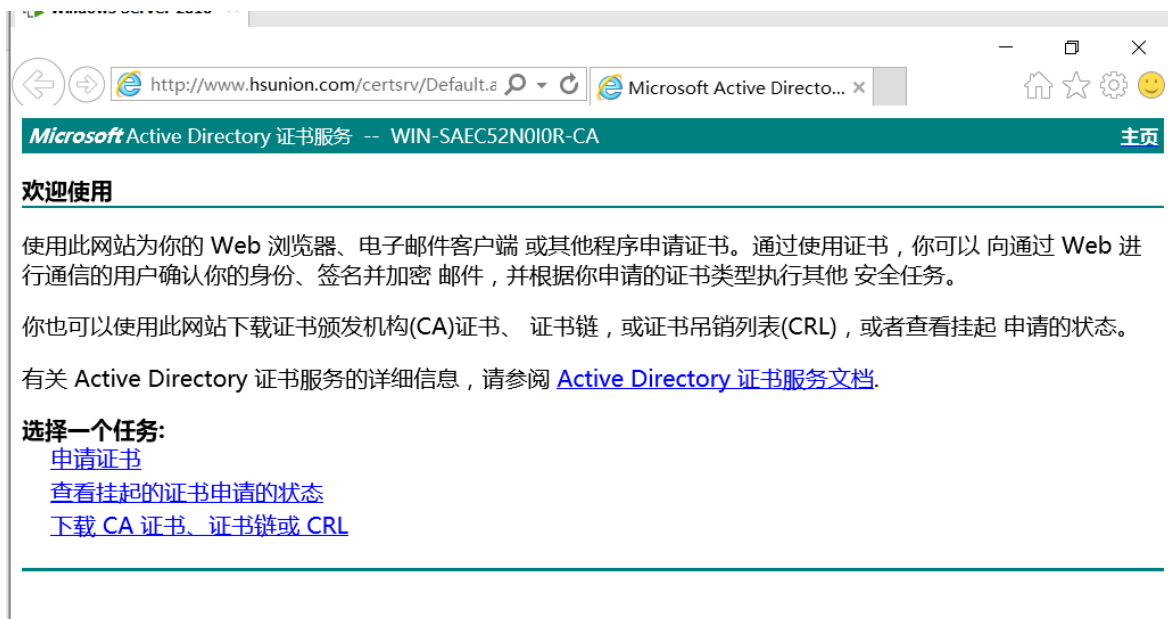 http://www.hsunion.com/certsrv/Default.a
Microsoft Active Directo...
Microsoft Active Directory 证书服务 -- WIN-SAEC52N0I0R-CA 主页
欢迎使用
使用此网站为你的 Web 浏览器、电子邮件客户端 或其他程序申请证书。通过使用证书，你可以 向通过 Web 进
行通信的用户确认你的身份、签名并加密 邮件，并根据你申请的证书类型执行其他 安全任务。
你也可以使用此网站下载证书颁发机构(CA)证书、 证书链，或证书吊销列表(CRL)，或者查看挂起 申请的状态。
有关 Active Directory 证书服务的详细信息，请参阅 Active Directory 证书服务文档.
选择一个任务:
申请证书
查看挂起的证书申请的状态
下载 CA 证书、证书链或 CRL